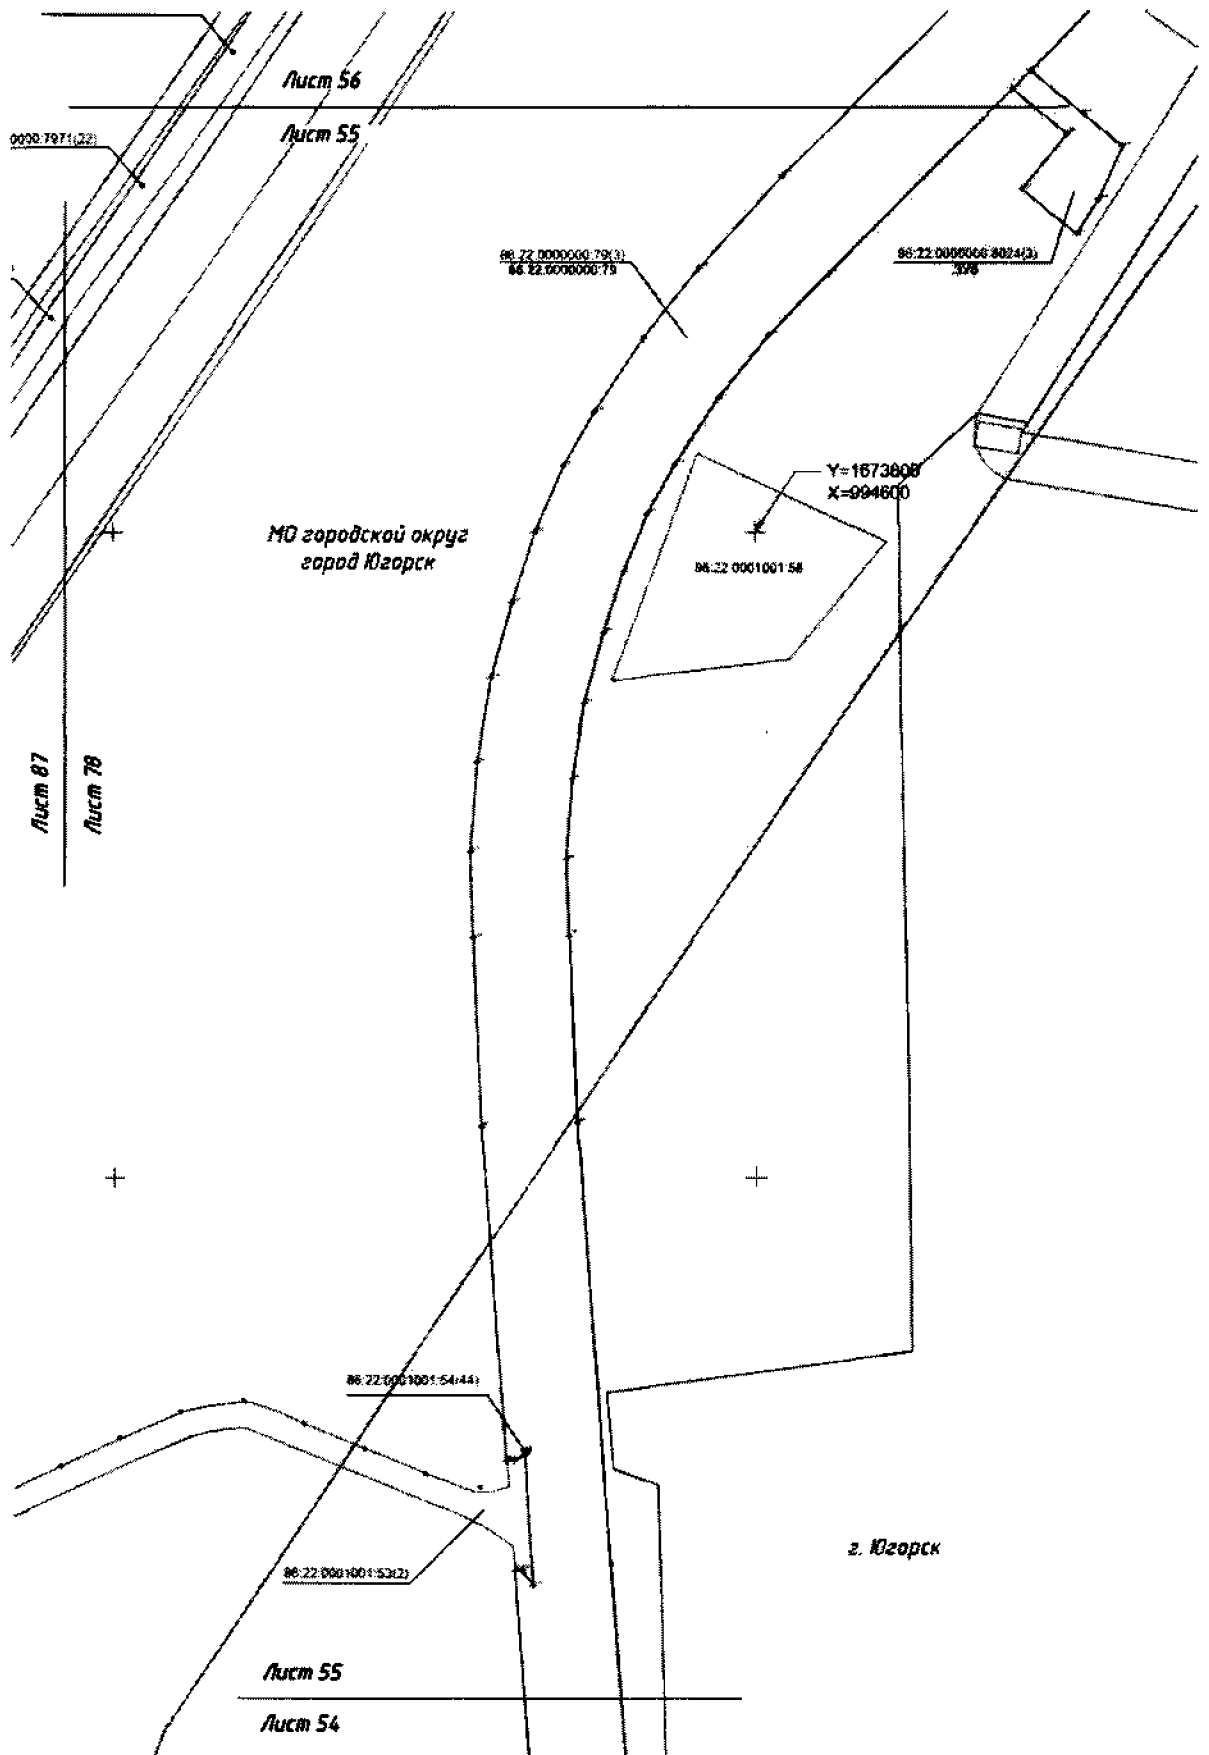 Лист 56
Лист 55
0000:7971(22)
86:22:0000000:79(3)
86:22:0000000:79
86:22:0000000:8024(3)
Y=1673800
X=994600
МО городской округ
город Югорск
86:22:0001001:58
Лист 87
Лист 78
86:22:0001001:54(44)
86:22:0001001:53(2)
г. Югорск
Лист 55
Лист 54